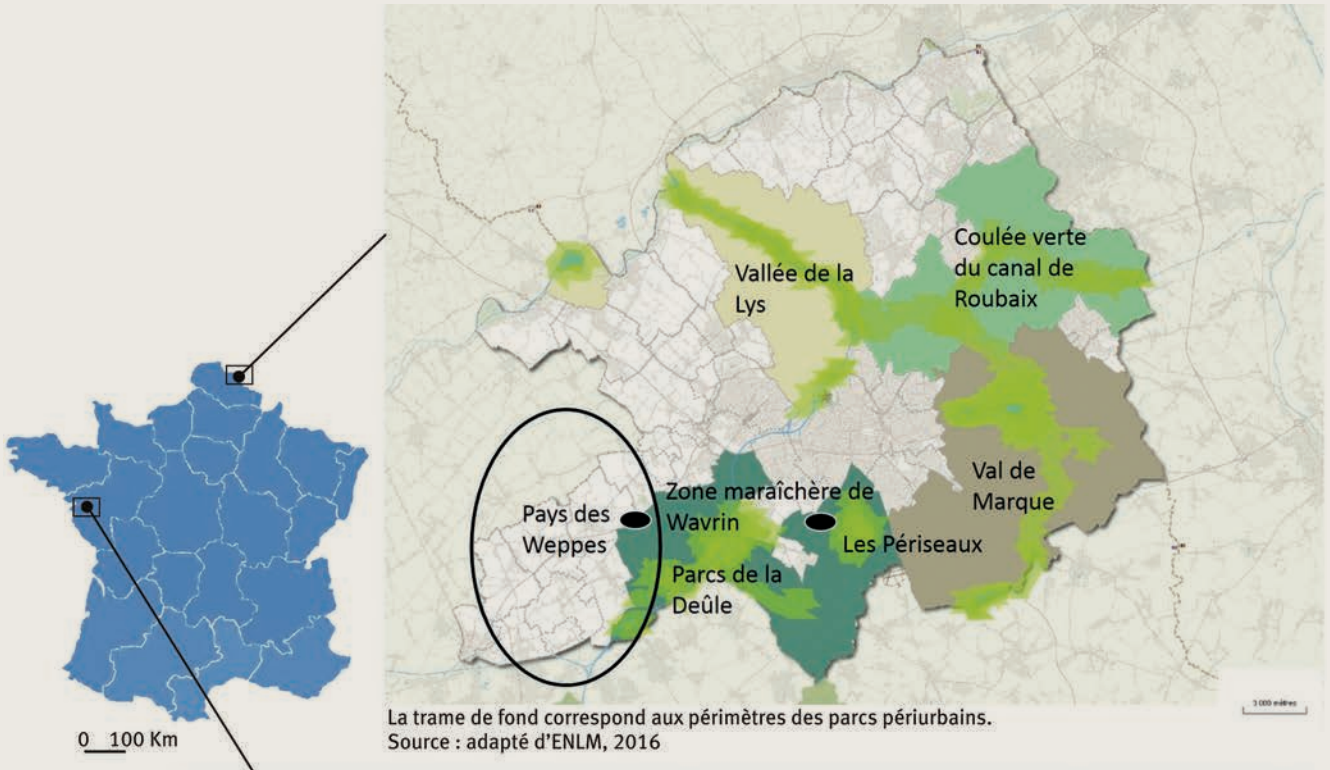 Coulée verte
du canal de
Roubaix
Vallée de la
Lys
Val de
Marque
Zone maraîchère de
Wavrin
Pays des
Weppes
Les Périseaux
Parcs de la
Deûle
0 100 Km
La trame de fond correspond aux périmètres des parcs périurbains.
Source : adapté d'ENLM, 2016